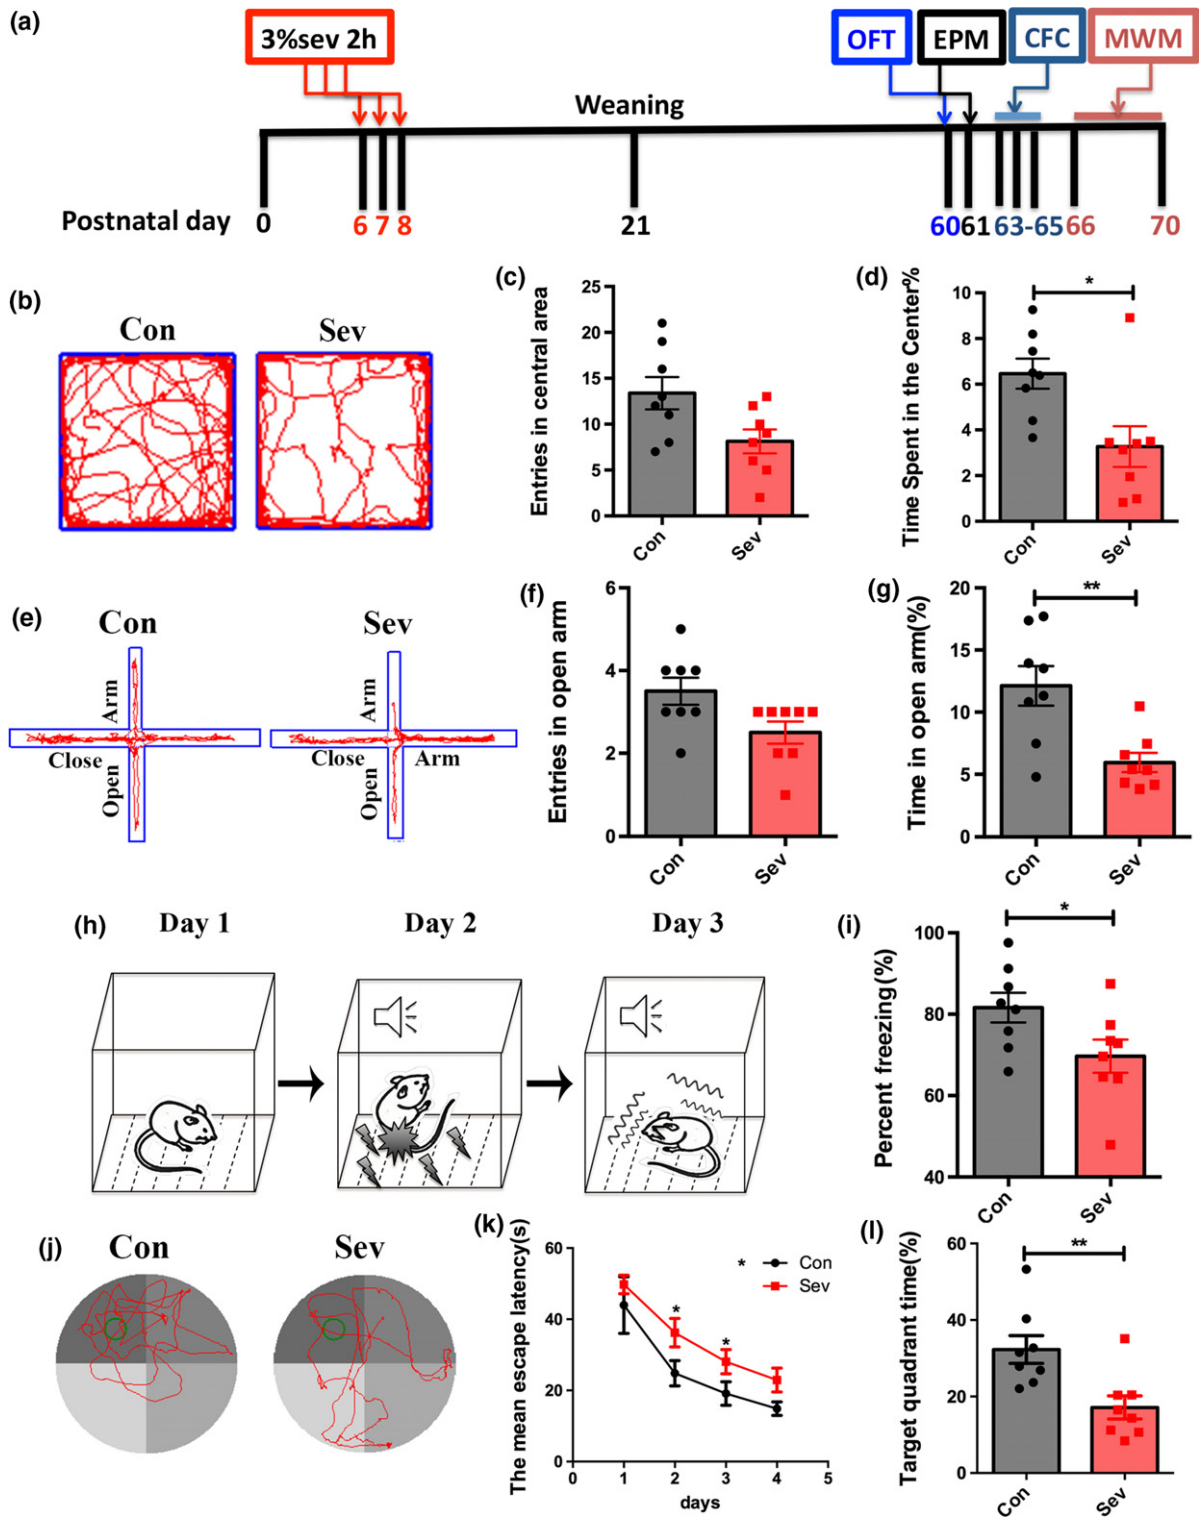 (a)
3%sev 2h
OFT
EPM
CFC
MWM
Weaning
Postnatal day
0
6
7
8
21
60
61
63-65
66
70
(b)
Con
Sev
(c)
Entries in central area
25
20
15
10
5
0
Con
Sev
(d)
Time Spent in the Center%
10
8
6
4
2
0
*
Con
Sev
(e)
Con
Sev
Arm
Close
Open
Arm
Close
Arm
Open
(f)
Entries in open arm
6
4
2
0
Con
Sev
(g)
Time in open arm(%)
20
15
10
5
0
**
Con
Sev
(h)
Day 1
Day 2
Day 3
(i)
Percent freezing(%)
100
80
60
40
*
Con
Sev
(j)
Con
Sev
(k)
The mean escape latency(s)
60
40
20
0
*
Con
Sev
*
*
0
1
2
3
4
5
days
(l)
Target quadrant time(%)
60
40
20
0
**
Con
Sev